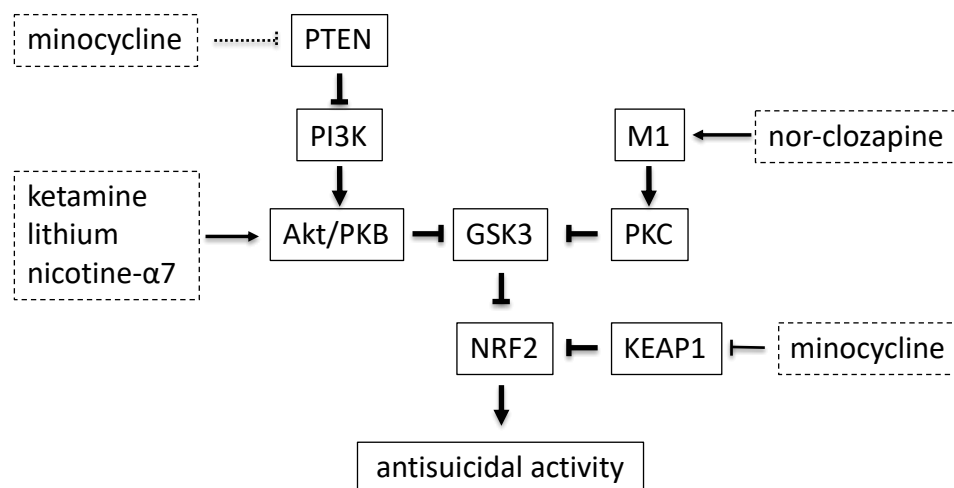 minocycline
PTEN
PI3K
M1
nor-clozapine
ketamine
lithium
nicotine-α7
Akt/PKB
GSK3
PKC
NRF2
KEAP1
minocycline
antisuicidal activity